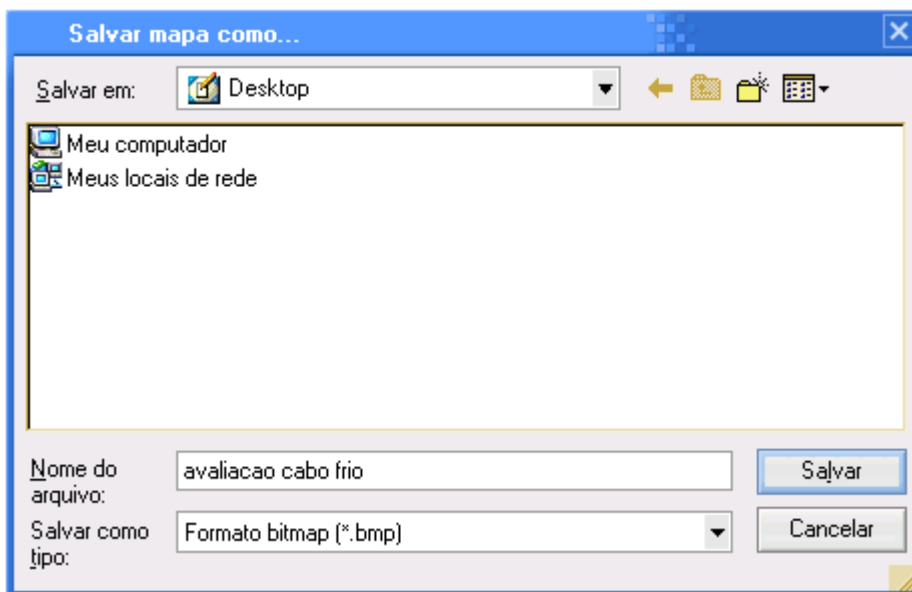 Salvar mapa como...
Salvar em:
Desktop
Meu computador
Meus locais de rede
Nome do
arquivo:
avaliacao cabo frio
Salvar
Salvar como
tipo:
Formato bitmap (*.bmp)
Cancelar